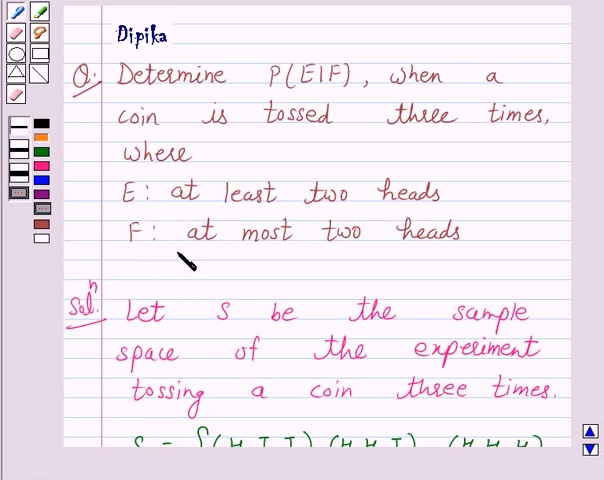 Dipika
Q. Determine P(E|F), when a
coin is tossed three times,
where
E: at least two heads
F: at most two heads
Solⁿ. Let S be the sample
space of the experiment
tossing a coin three times.
S = {(H,T,T) (H,H,T), (H,H,H)